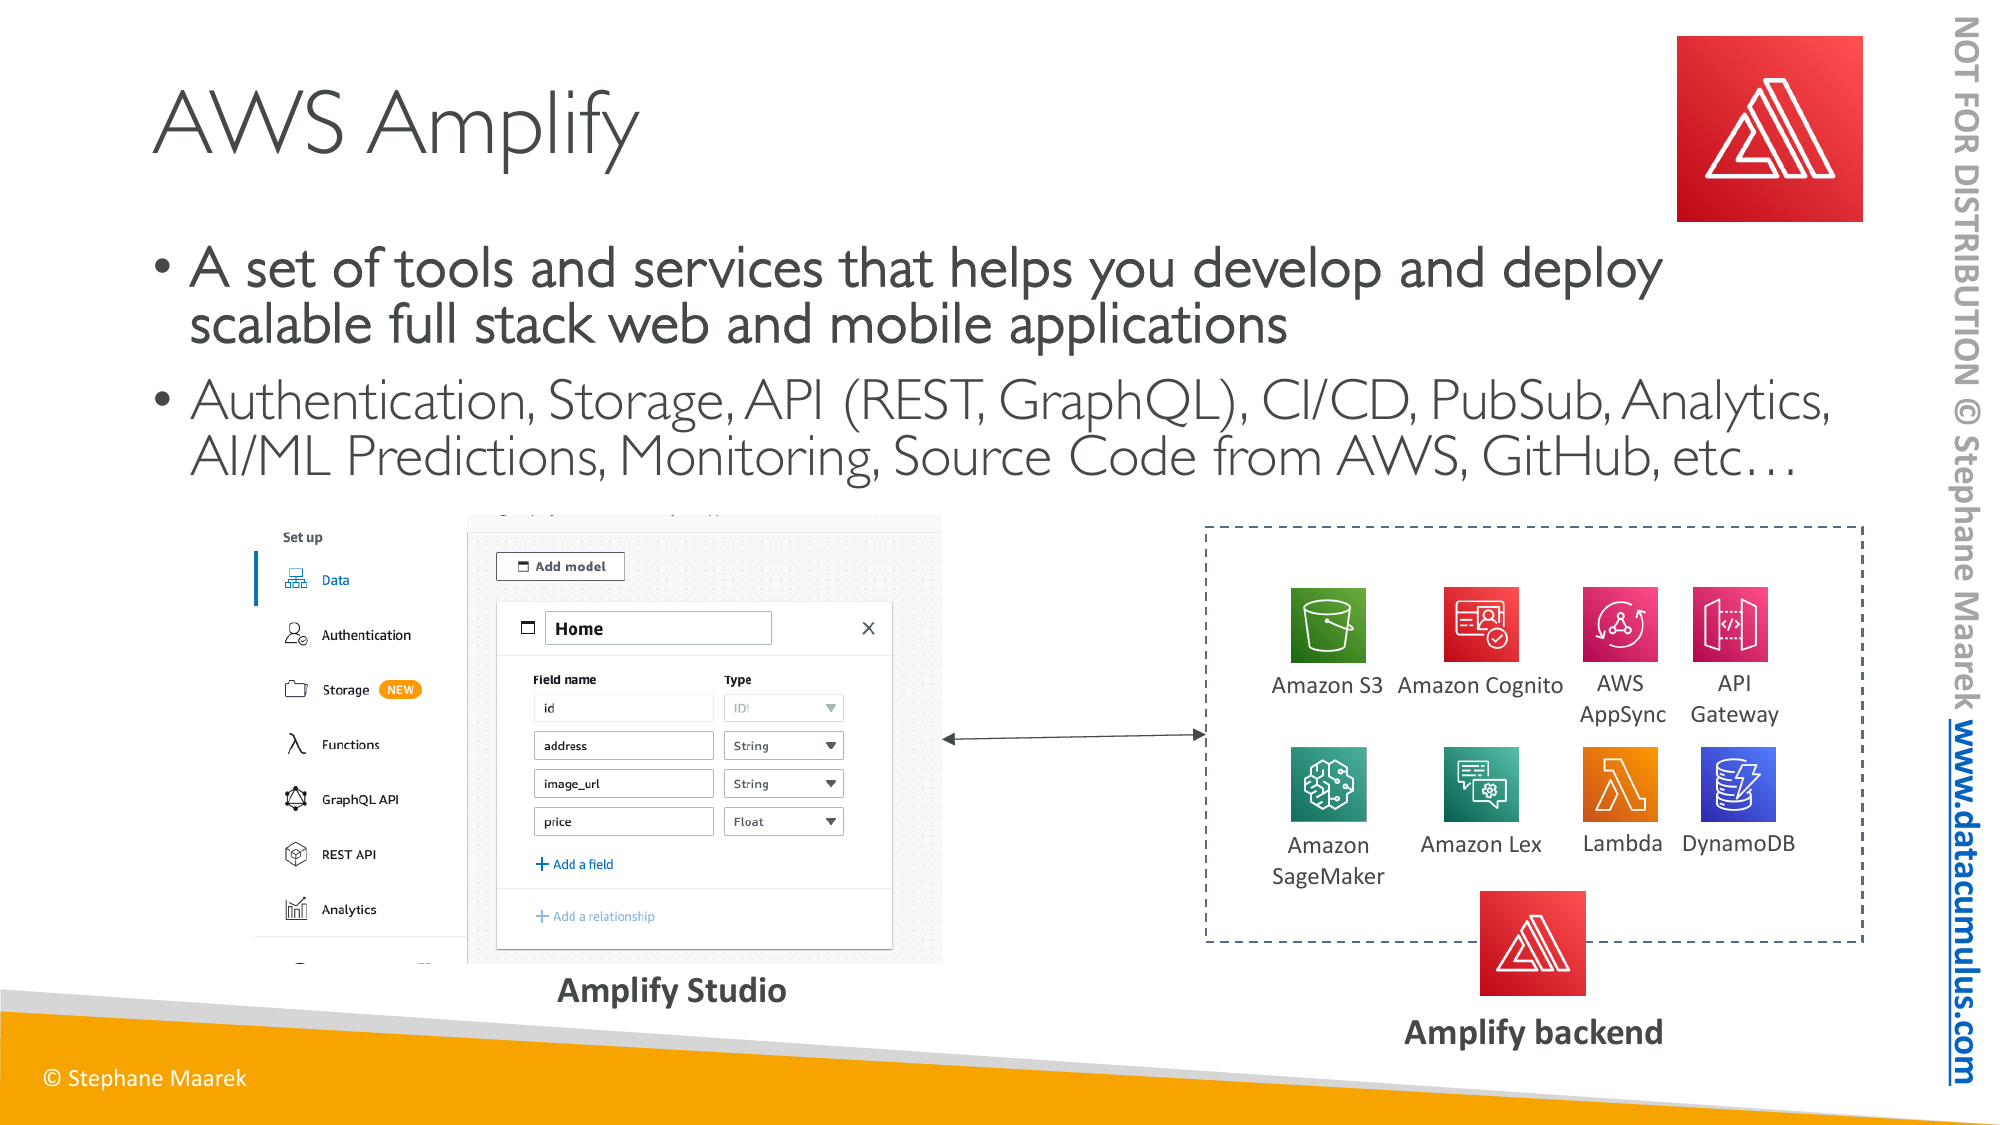 AWS Amplify
• A set of tools and services that helps you develop and deploy
scalable full stack web and mobile applications
• Authentication, Storage, API (REST, GraphQL), CI/CD, PubSub, Analytics,
AI/ML Predictions, Monitoring, Source Code from AWS, GitHub, etc…
Set up
Data
Authentication
Storage NEW
Functions
GraphQL API
REST API
Analytics
Add model
Home
Field name Type
id ID!
address String
image_url String
price Float
Add a field
Add a relationship
Amplify Studio
Amazon S3
Amazon Cognito
AWS
AppSync
API
Gateway
Amazon
SageMaker
Amazon Lex
Lambda
DynamoDB
Amplify backend
© Stephane Maarek
NOT FOR DISTRIBUTION © Stephane Maarek www.datacumulus.com